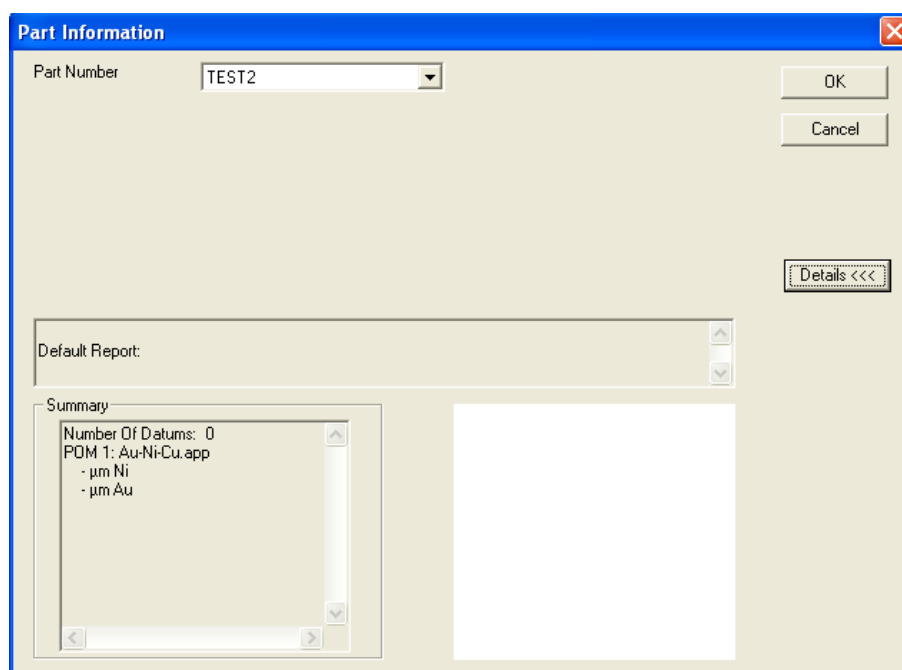 Part Information
Part Number
TEST2
OK
Cancel
Details <<<
Default Report:
Summary
Number Of Datums: 0
POM 1: Au-Ni-Cu.app
- µm Ni
- µm Au